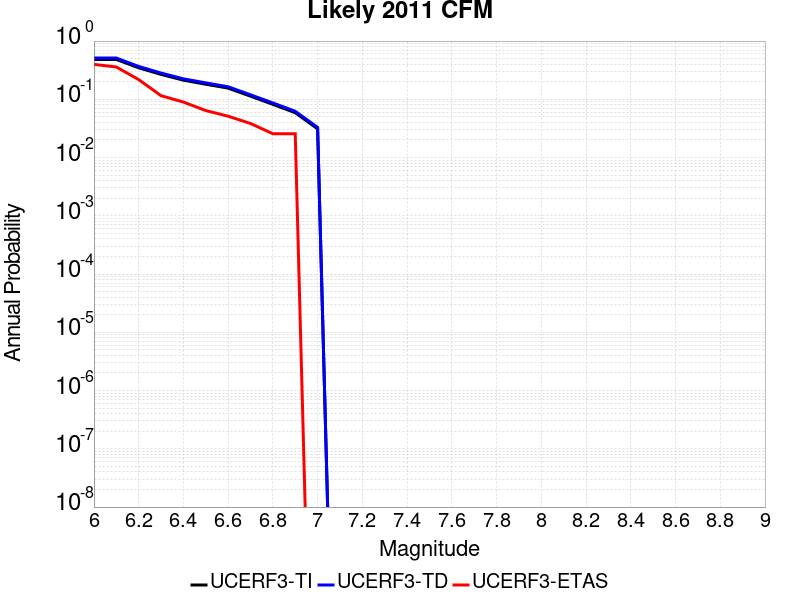 Likely 2011 CFM
10^0
10^-1
10^-2
10^-3
10^-4
10^-5
10^-6
10^-7
10^-8
Annual Probability
6 6.2 6.4 6.6 6.8 7 7.2 7.4 7.6 7.8 8 8.2 8.4 8.6 8.8 9
Magnitude
UCERF3-TI UCERF3-TD UCERF3-ETAS